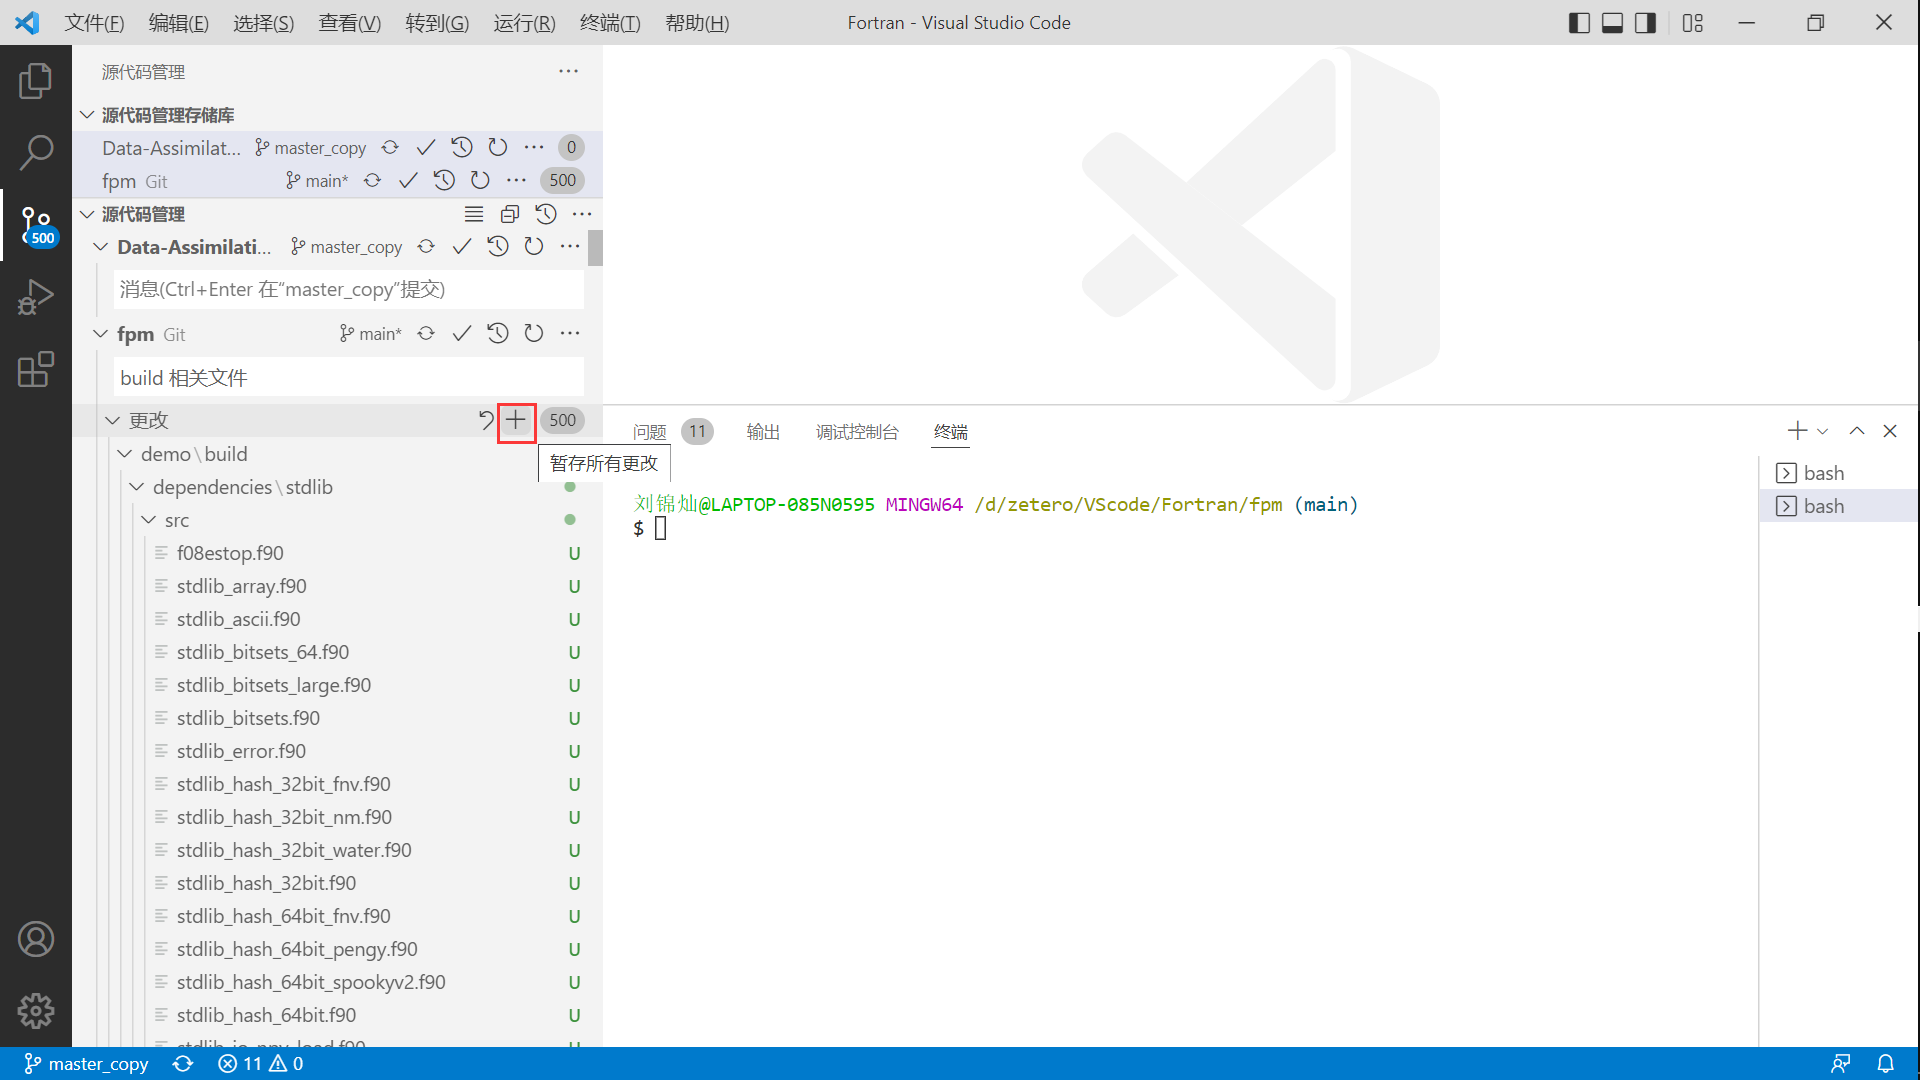 文件(F) 编辑(E) 选择(S) 查看(V) 转到(G) 运行(R) 终端(T) 帮助(H) Fortran - Visual Studio Code
源代码管理
源代码管理存储库
Data-Assimilat... master_copy 0
fpm Git main* 500
源代码管理
500
Data-Assimilati... master_copy
消息(Ctrl+Enter 在“master_copy”提交)
fpm Git main*
build 相关文件
更改 500
暂存所有更改
demo\build
dependencies\stdlib
src
f08estop.f90 U
stdlib_array.f90 U
stdlib_ascii.f90 U
stdlib_bitsets_64.f90 U
stdlib_bitsets_large.f90 U
stdlib_bitsets.f90 U
stdlib_error.f90 U
stdlib_hash_32bit_fnv.f90 U
stdlib_hash_32bit_nm.f90 U
stdlib_hash_32bit_water.f90 U
stdlib_hash_32bit.f90 U
stdlib_hash_64bit_fnv.f90 U
stdlib_hash_64bit_pengy.f90 U
stdlib_hash_64bit_spookyv2.f90 U
stdlib_hash_64bit.f90 U
stdlib_io_npy_load.f90 U
问题 11 输出 调试控制台 终端
刘锦灿@LAPTOP-085N0595 MINGW64 /d/zetero/VScode/Fortran/fpm (main)
$
bash
bash
master_copy 11 0